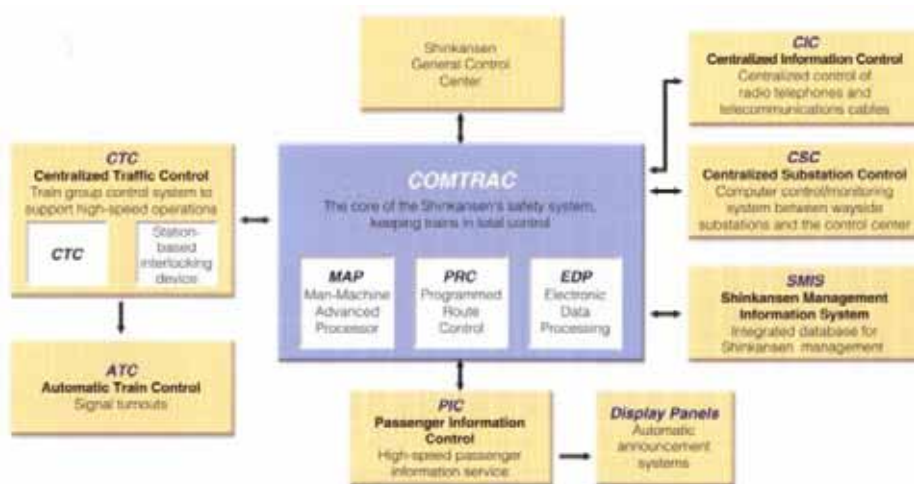 Shinkansen
General Control
Center
CIC
Centralized Information Control
Centralized control of
radio telephones and
telecommunications cables
CTC
Centralized Traffic Control
Train group control system to
support high-speed operations
CTC
Station-
based
interlocking
device
COMTRAC
The core of the Shinkansen's safety system,
keeping trains in total control
MAP
Man-Machine
Advanced
Processor
PRC
Programmed
Route
Control
EDP
Electronic
Data
Processing
CSC
Centralized Substation Control
Computer control/monitoring
system between wayside
substations and the control center
SMIS
Shinkansen Management
Information System
Integrated database for
Shinkansen management
ATC
Automatic Train Control
Signal turnouts
PIC
Passenger Information
Control
High-speed passenger
information service
Display Panels
Automatic
announcement
systems